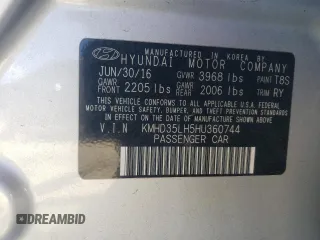 MANUFACTURED IN KOREA BY
HYUNDAI MOTOR COMPANY
JUN/30/16 GVWR 3968 lbs PAINT T8S
GAWR FRONT 2205 lbs GAWR REAR 2006 lbs TRIM RY
THIS VEHICLE CONFORMS TO ALL APPLICABLE
FEDERAL MOTOR VEHICLE SAFETY, BUMPER,
AND THEFT PREVENTION STANDARDS IN EFFECT
ON THE DATE OF MANUFACTURE SHOWN ABOVE.
V.I.N KMHD35LH5HU360744
PASSENGER CAR
©AUTOBIDMASTER